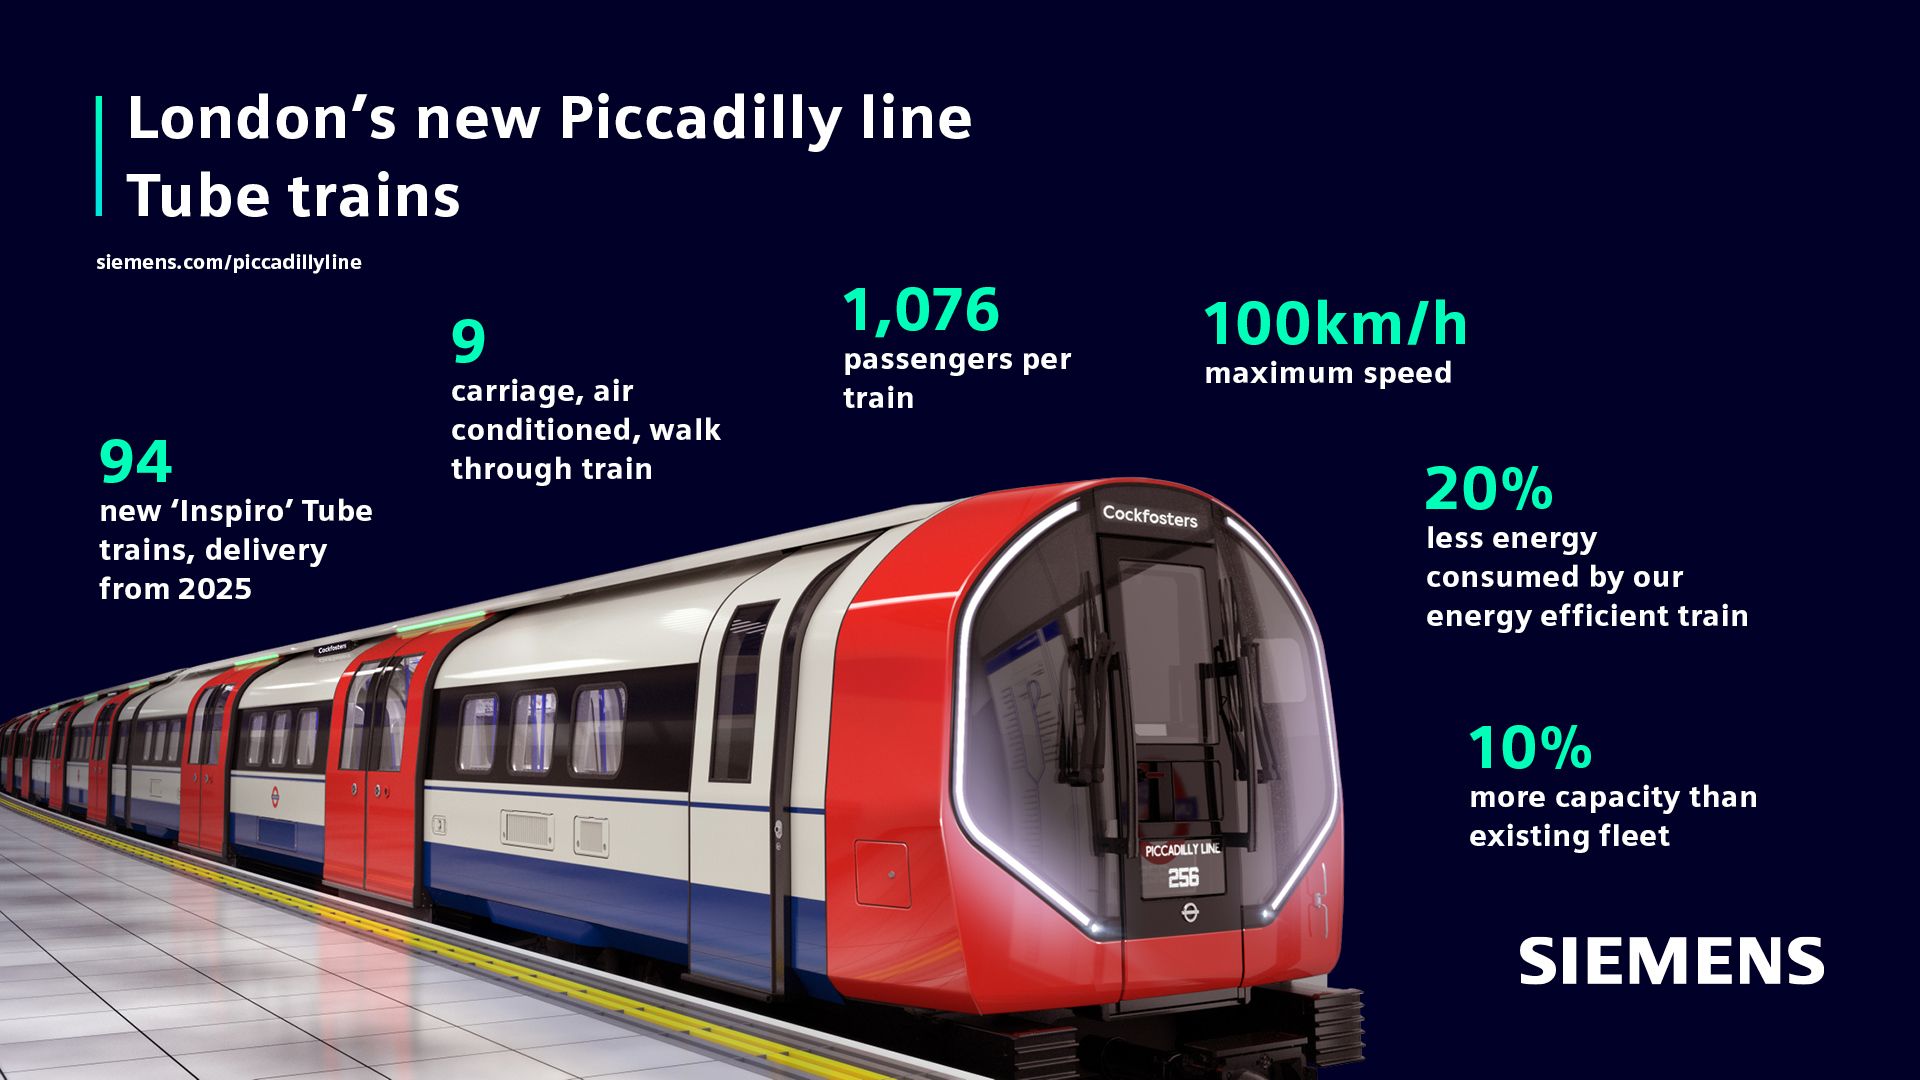 London’s new Piccadilly line
Tube trains
siemens.com/piccadillyline
94
new ‘Inspiro’ Tube
trains, delivery
from 2025
9
carriage, air
conditioned, walk
through train
1,076
passengers per
train
100km/h
maximum speed
20%
less energy
consumed by our
energy efficient train
10%
more capacity than
existing fleet
Cockfosters
Cockfosters
PICCADILLY LINE
256
SIEMENS